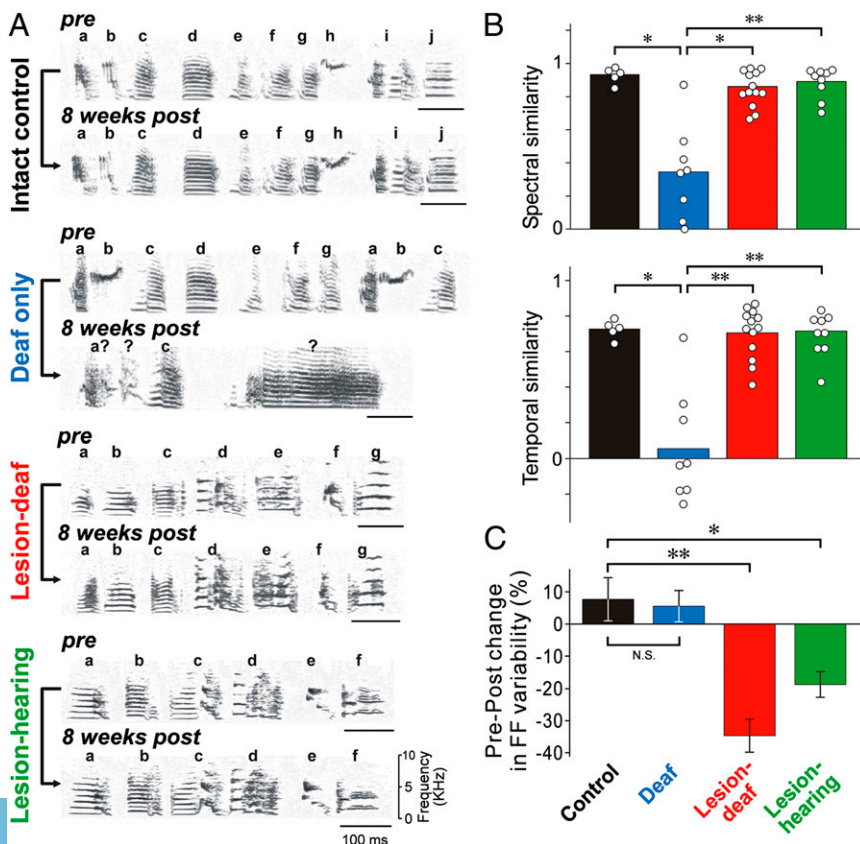 A
Intact control
pre
a b c d e f g h i j
8 weeks post
a b c d e f g h i j
Deaf only
pre
a b c d e f g a b c
8 weeks post
a? ? c ?
Lesion-deaf
pre
a b c d e f g
8 weeks post
a b c d e f g
Lesion-hearing
pre
a b c d e f
8 weeks post
a b c d e f
10
5
0
Frequency
(KHz)
100 ms
B
Spectral similarity
1
0
*
*
**
Temporal similarity
1
0
*
**
**
C
Pre-Post change
in FF variability (%)
10
0
-10
-20
-30
-40
*
**
N.S.
Control
Deaf
Lesion-
deaf
Lesion-
hearing